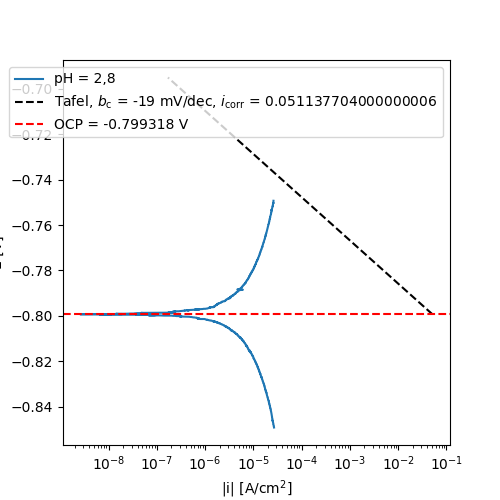 pH = 2,8
Tafel, b_c = -19 mV/dec, i_corr = 0.051137704000000006
OCP = -0.799318 V
−0.70
−0.72
−0.74
−0.76
−0.78
−0.80
−0.82
−0.84
10⁻⁸ 10⁻⁷ 10⁻⁶ 10⁻⁵ 10⁻⁴ 10⁻³ 10⁻² 10⁻¹
|i| [A/cm²]